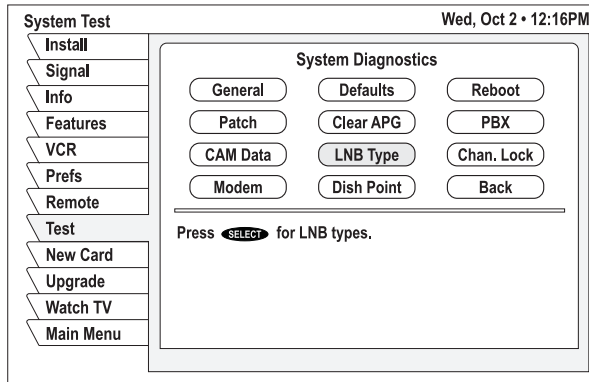 System Test
Wed, Oct 2 • 12:16PM
Install
Signal
Info
Features
VCR
Prefs
Remote
Test
New Card
Upgrade
Watch TV
Main Menu
System Diagnostics
General Defaults Reboot
Patch Clear APG PBX
CAM Data LNB Type Chan. Lock
Modem Dish Point Back
Press SELECT for LNB types.